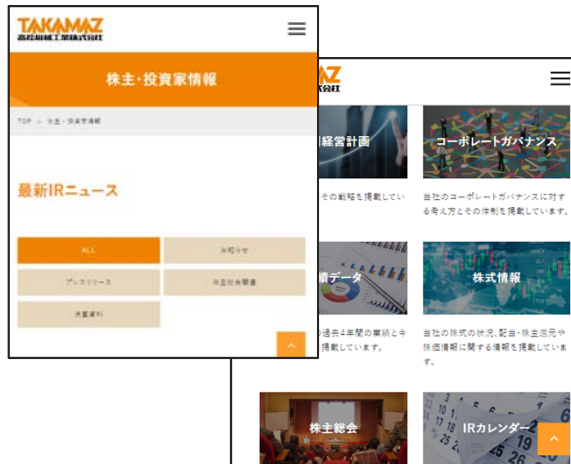 TAKAMAZ
高松機械工業株式会社
株主・投資家情報
TOP > 株主・投資家情報
最新IRニュース
ALL
お知らせ
プレスリリース
株主総会関連
決算資料
経営計画
コーポレートガバナンス
その戦略を掲載してい
当社のコーポレートガバナンスに対す
る考え方とその体制を掲載しています。
績データ
株式情報
過去4年間の業績と今
掲載しています。
当社の株式の状況、配当・株主還元や
株価情報に関する情報を掲載していま
す。
株主総会
IRカレンダー